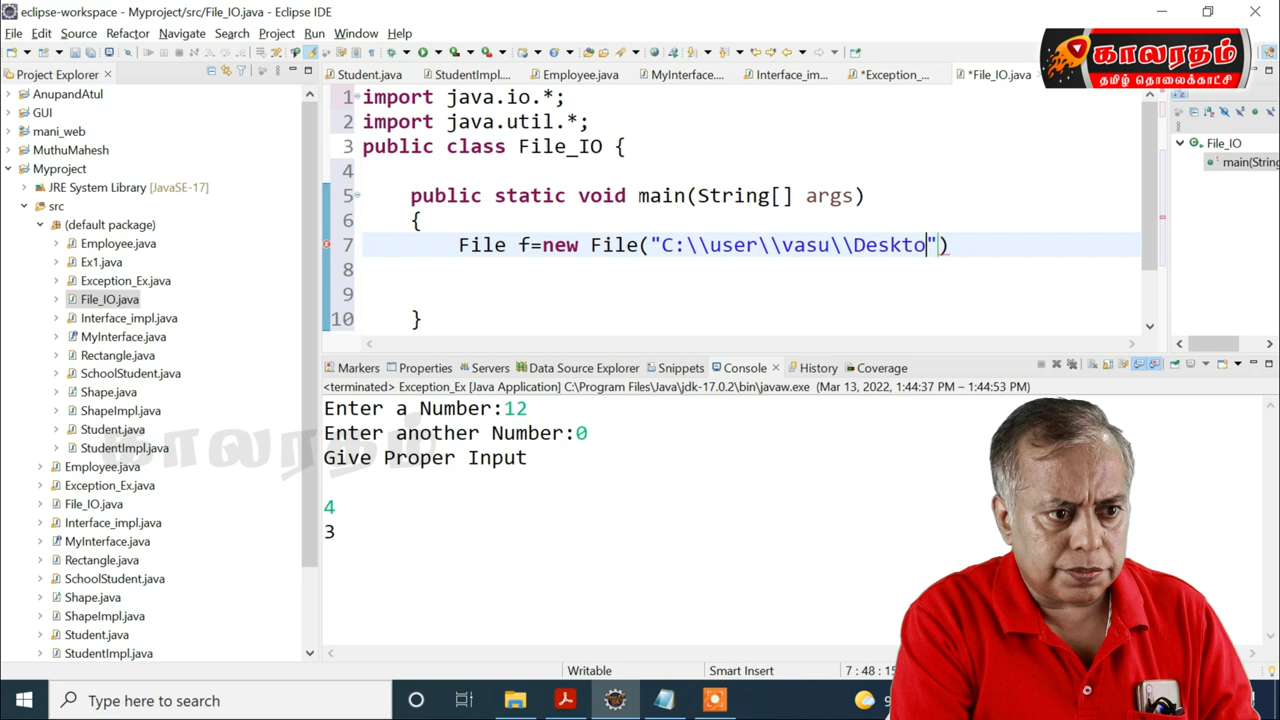 eclipse-workspace - Myproject/src/File_IO.java - Eclipse IDE
File Edit Source Refactor Navigate Search Project Run Window Help
காலரதம்
தமிழ் தொலைக்காட்சி
Project Explorer
Student.java StudentImpl.... Employee.java MyInterface.... Interface_im... *Exception_... *File_IO.java
AnupandAtul
GUI
mani_web
MuthuMahesh
Myproject
JRE System Library [JavaSE-17]
src
(default package)
Employee.java
Ex1.java
Exception_Ex.java
File_IO.java
Interface_impl.java
MyInterface.java
Rectangle.java
SchoolStudent.java
Shape.java
ShapeImpl.java
Student.java
StudentImpl.java
Employee.java
Exception_Ex.java
File_IO.java
Interface_impl.java
MyInterface.java
Rectangle.java
SchoolStudent.java
Shape.java
ShapeImpl.java
Student.java
StudentImpl.java
1 import java.io.*;
2 import java.util.*;
3 public class File_IO {
4
5 public static void main(String[] args)
6 {
7 File f=new File("C:\\user\\vasu\\Deskto")
8
9
10 }
File_IO
main(String
Markers Properties Servers Data Source Explorer Snippets Console History Coverage
<terminated> Exception_Ex [Java Application] C:\Program Files\Java\jdk-17.0.2\bin\javaw.exe (Mar 13, 2022, 1:44:37 PM – 1:44:53 PM)
Enter a Number:12
Enter another Number:0
Give Proper Input
4
3
காலரதம்
Writable Smart Insert 7 : 48 : 15
Type here to search